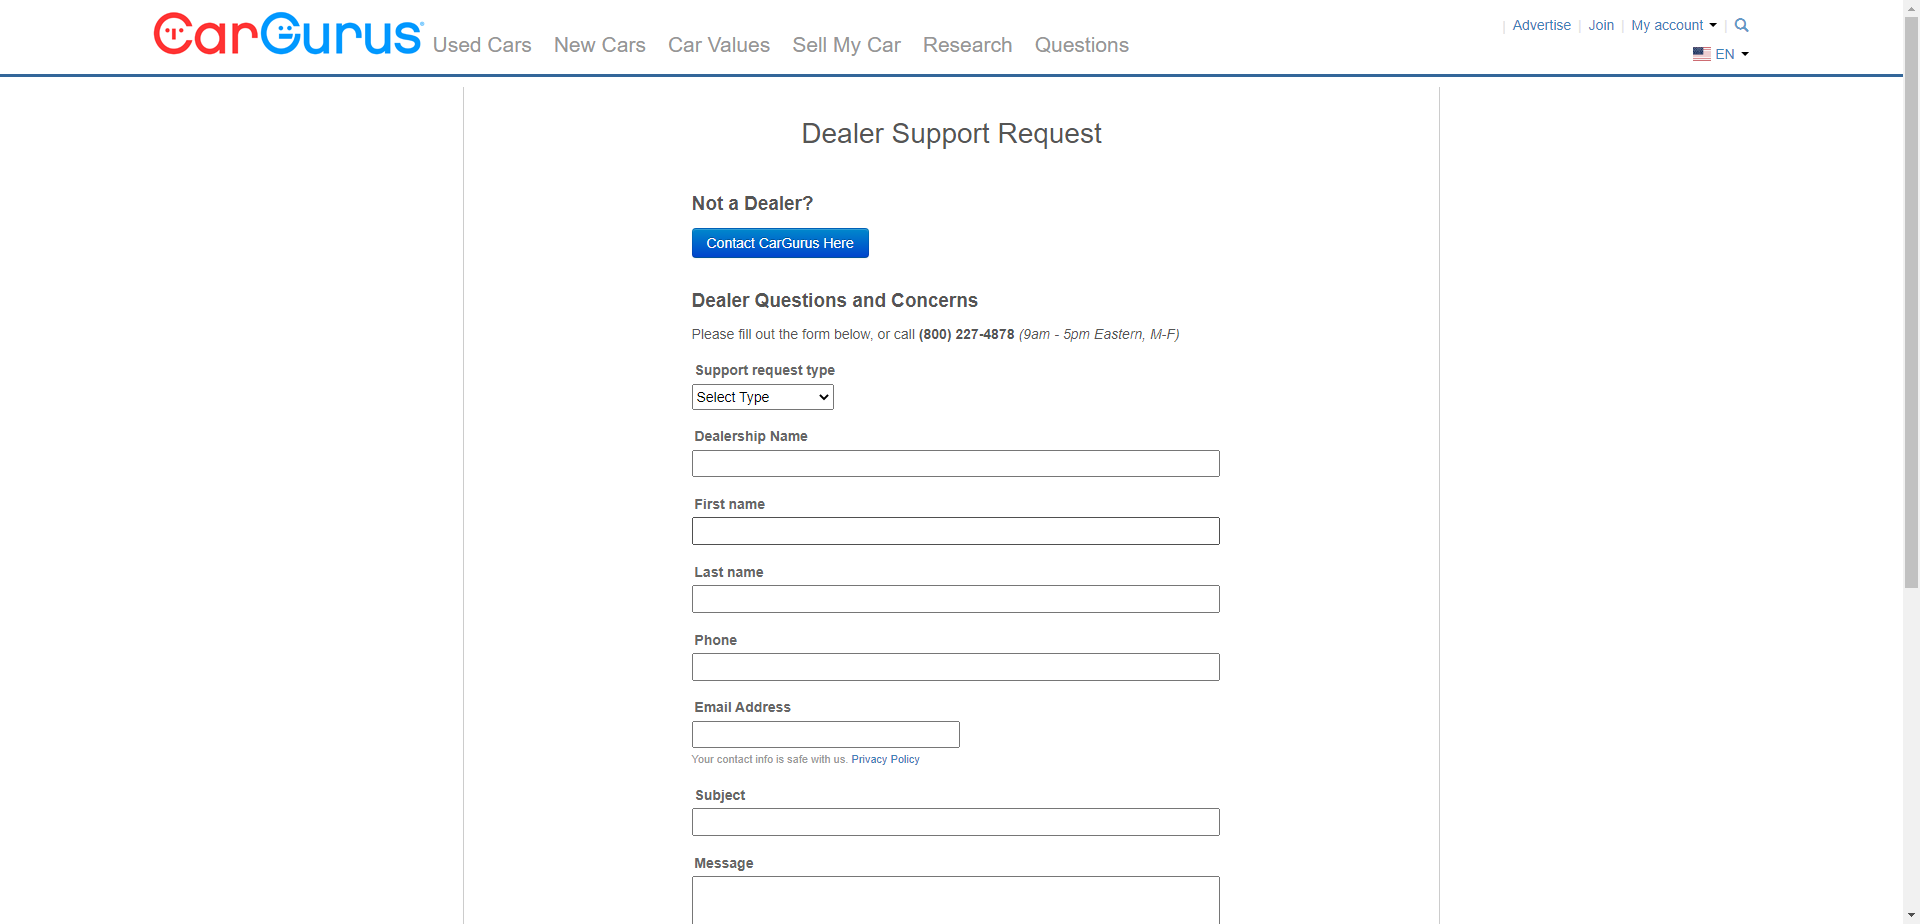 CarGurus
Used Cars New Cars Car Values Sell My Car Research Questions
Advertise | Join | My account |
EN
Dealer Support Request
Not a Dealer?
Contact CarGurus Here
Dealer Questions and Concerns
Please fill out the form below, or call (800) 227-4878 (9am - 5pm Eastern, M-F)
Support request type
Select Type
Dealership Name
First name
Last name
Phone
Email Address
Your contact info is safe with us. Privacy Policy
Subject
Message